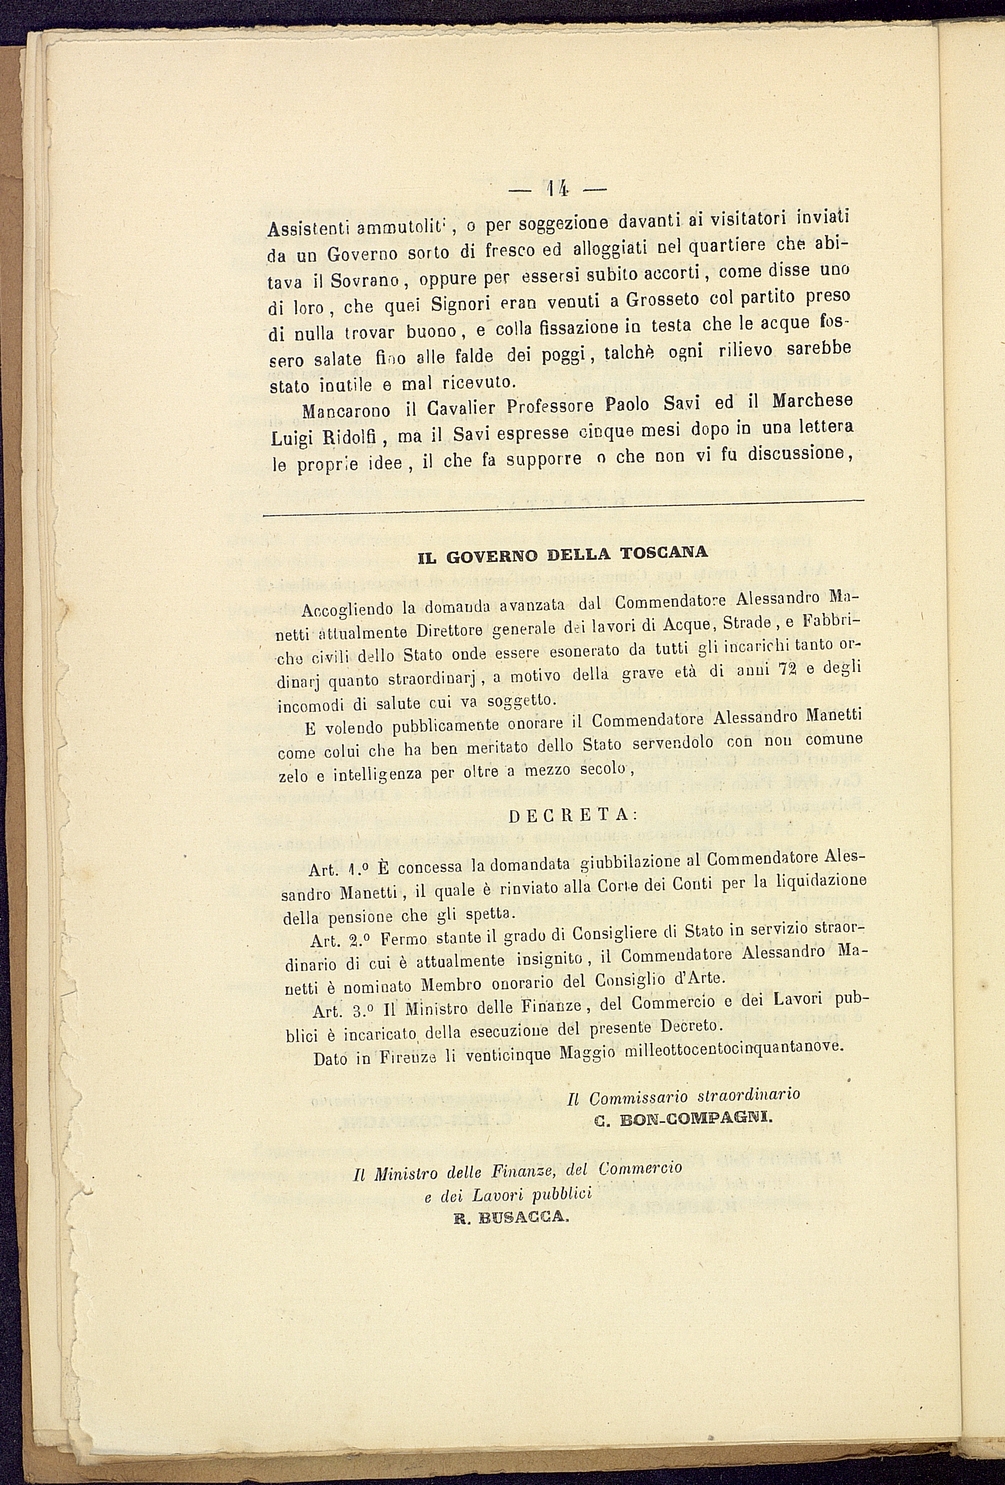 — 14 —
Assistenti ammutoliti, o per soggezione davanti ai visitatori inviati
da un Governo sorto di fresco ed alloggiati nel quartiere che abi-
tava il Sovrano, oppure per essersi subito accorti, come disse uno
di loro, che quei Signori eran venuti a Grosseto col partito preso
di nulla trovar buono, e colla fissazione in testa che le acque fos-
sero salate fino alle falde dei poggi, talchè ogni rilievo sarebbe
stato inutile e mal ricevuto.
Mancarono il Cavalier Professore Paolo Savi ed il Marchese
Luigi Ridolfi, ma il Savi espresse cinque mesi dopo in una lettera
le proprie idee, il che fa supporre o che non vi fu discussione,
IL GOVERNO DELLA TOSCANA
Accogliendo la domanda avanzata dal Commendatore Alessandro Ma-
netti attualmente Direttore generale dei lavori di Acque, Strade, e Fabbri-
che civili dello Stato onde essere esonerato da tutti gli incarichi tanto or-
dinarj quanto straordinarj, a motivo della grave età di anni 72 e degli
incomodi di salute cui va soggetto.
E volendo pubblicamente onorare il Commendatore Alessandro Manetti
come colui che ha ben meritato dello Stato servendolo con non comune
zelo e intelligenza per oltre a mezzo secolo,
DECRETA:
Art. 1.º È concessa la domandata giubbilazione al Commendatore Ales-
sandro Manetti, il quale è rinviato alla Corte dei Conti per la liquidazione
della pensione che gli spetta.
Art. 2.º Fermo stante il grado di Consigliere di Stato in servizio straor-
dinario di cui è attualmente insignito, il Commendatore Alessandro Ma-
netti è nominato Membro onorario del Consiglio d'Arte.
Art. 3.º Il Ministro delle Finanze, del Commercio e dei Lavori pub-
blici è incaricato della esecuzione del presente Decreto.
Dato in Firenze li venticinque Maggio milleottocentocinquantanove.
Il Commissario straordinario
C. BON-COMPAGNI.
Il Ministro delle Finanze, del Commercio
e dei Lavori pubblici
R. BUSACCA.